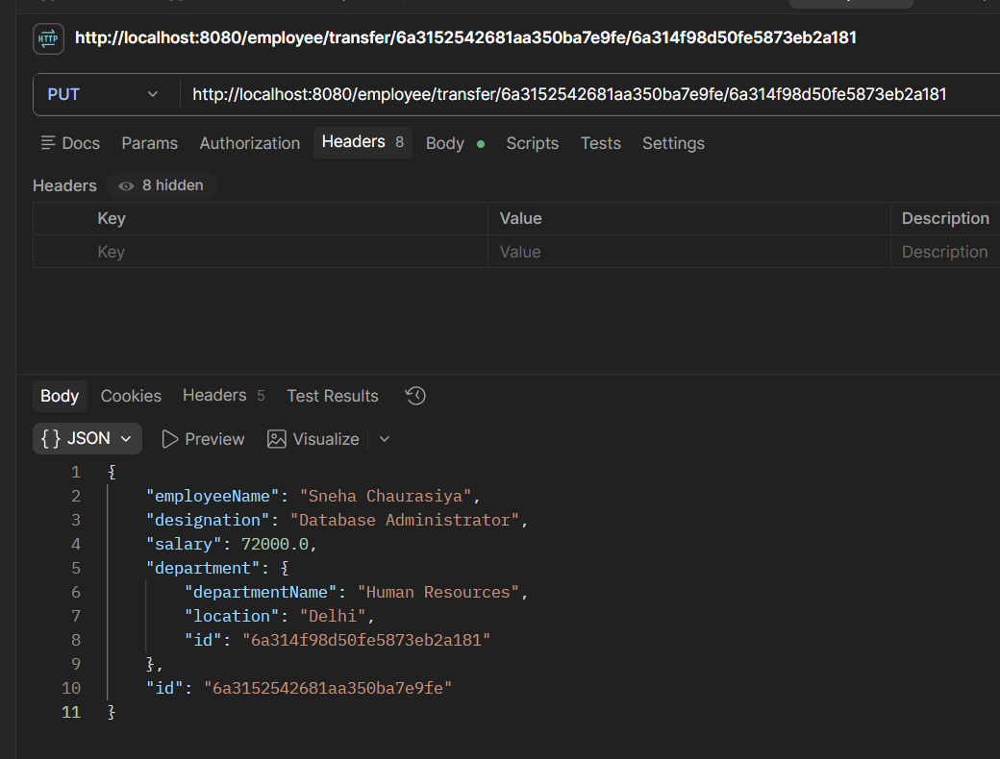 HTTP http://localhost:8080/employee/transfer/6a3152542681aa350ba7e9fe/6a314f98d50fe5873eb2a181
PUT http://localhost:8080/employee/transfer/6a3152542681aa350ba7e9fe/6a314f98d50fe5873eb2a181
Docs Params Authorization Headers 8 Body Scripts Tests Settings
Headers 8 hidden
Key Value Description
Key Value Description
Body Cookies Headers 5 Test Results
{} JSON Preview Visualize
1 {
2 "employeeName": "Sneha Chaurasiya",
3 "designation": "Database Administrator",
4 "salary": 72000.0,
5 "department": {
6 "departmentName": "Human Resources",
7 "location": "Delhi",
8 "id": "6a314f98d50fe5873eb2a181"
9 },
10 "id": "6a3152542681aa350ba7e9fe"
11 }